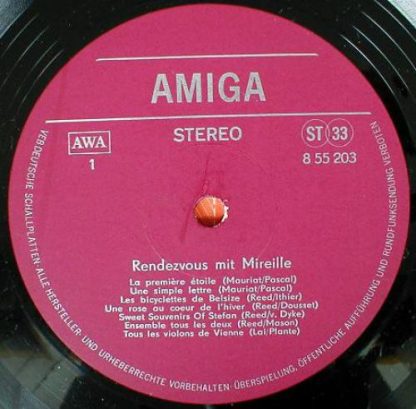 AMIGA
STEREO
AWA
1
ST 33
8 55 203
Rendezvous mit Mireille
La première étoile (Mauriat/Pascal)
Une simple lettre (Mauriat/Pascal)
Les bicyclettes de Belsize (Reed/Ithier)
Une rose au coeur de l'hiver (Reed/Dousset)
Sweet Souvenirs Of Stefan (Reed/v. Dyke)
Ensemble tous les deux (Reed/Mason)
Tous les violons de Vienne (Lai/Plante)
VEB DEUTSCHE SCHALLPLATTEN ALLE HERSTELLER- UND URHEBERRECHTE VORBEHALTEN · ÜBERSPIELUNG, ÖFFENTLICHE AUFFÜHRUNG UND RUNDFUNKSENDUNG VERBOTEN